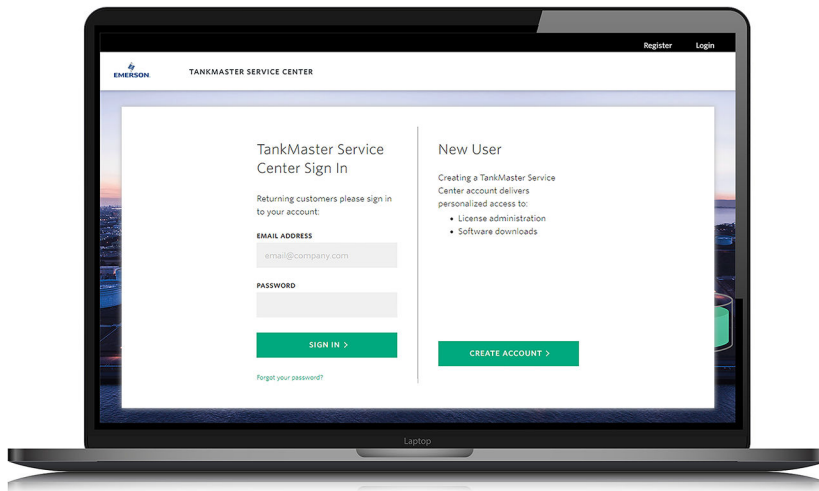 Register Login
EMERSON
TANKMASTER SERVICE CENTER
TankMaster Service
Center Sign In
Returning customers please sign in
to your account:
EMAIL ADDRESS
email@company.com
PASSWORD
SIGN IN >
Forgot your password?
New User
Creating a TankMaster Service
Center account delivers
personalized access to:
• License administration
• Software downloads
CREATE ACCOUNT >
Laptop